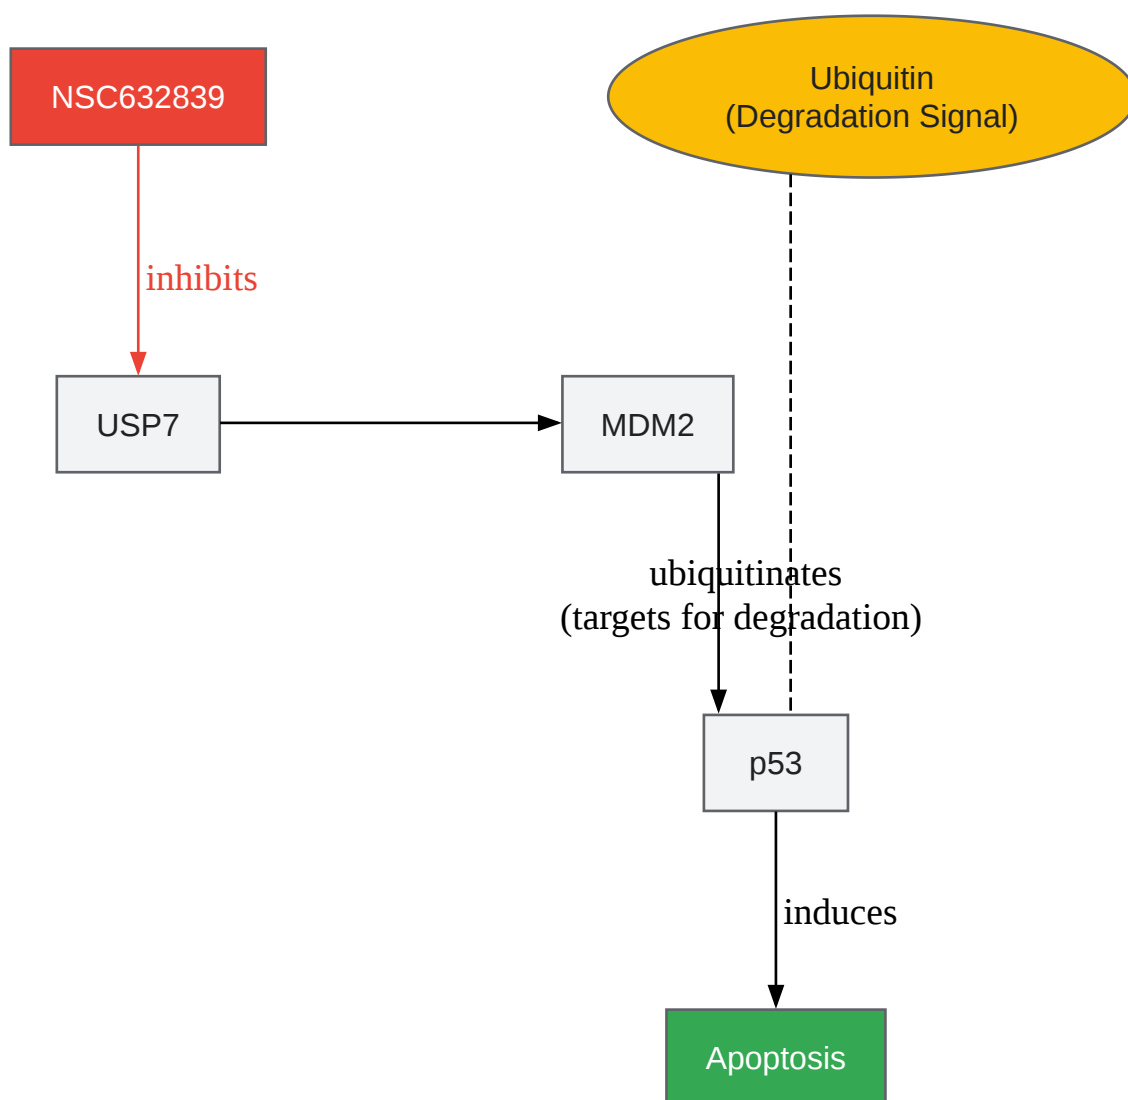 NSC632839
Ubiquitin
(Degradation Signal)
inhibits
USP7
MDM2
ubiquitinates
(targets for degradation)
p53
induces
Apoptosis